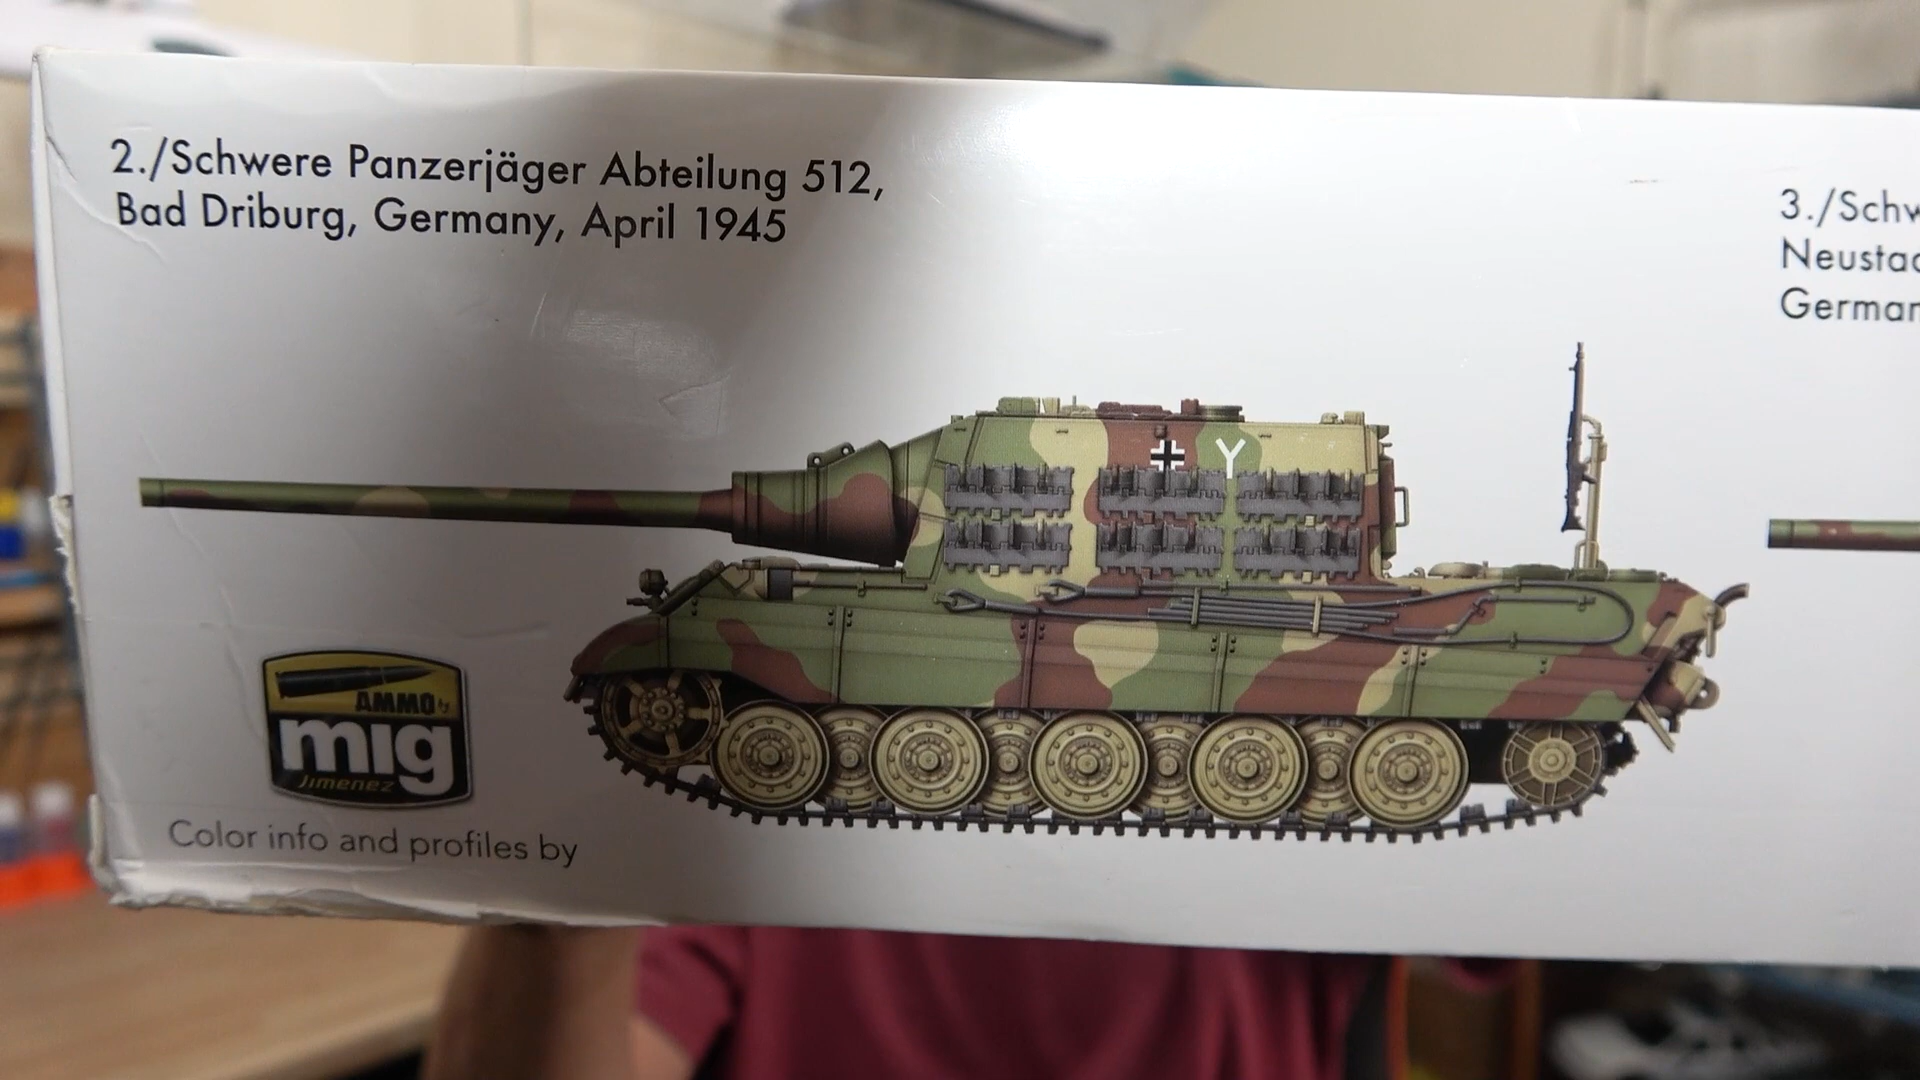 2./Schwere Panzerjäger Abteilung 512,
Bad Driburg, Germany, April 1945
3./Schw
Neustad
German
Y
AMMO by
mig
Jimenez
Color info and profiles by